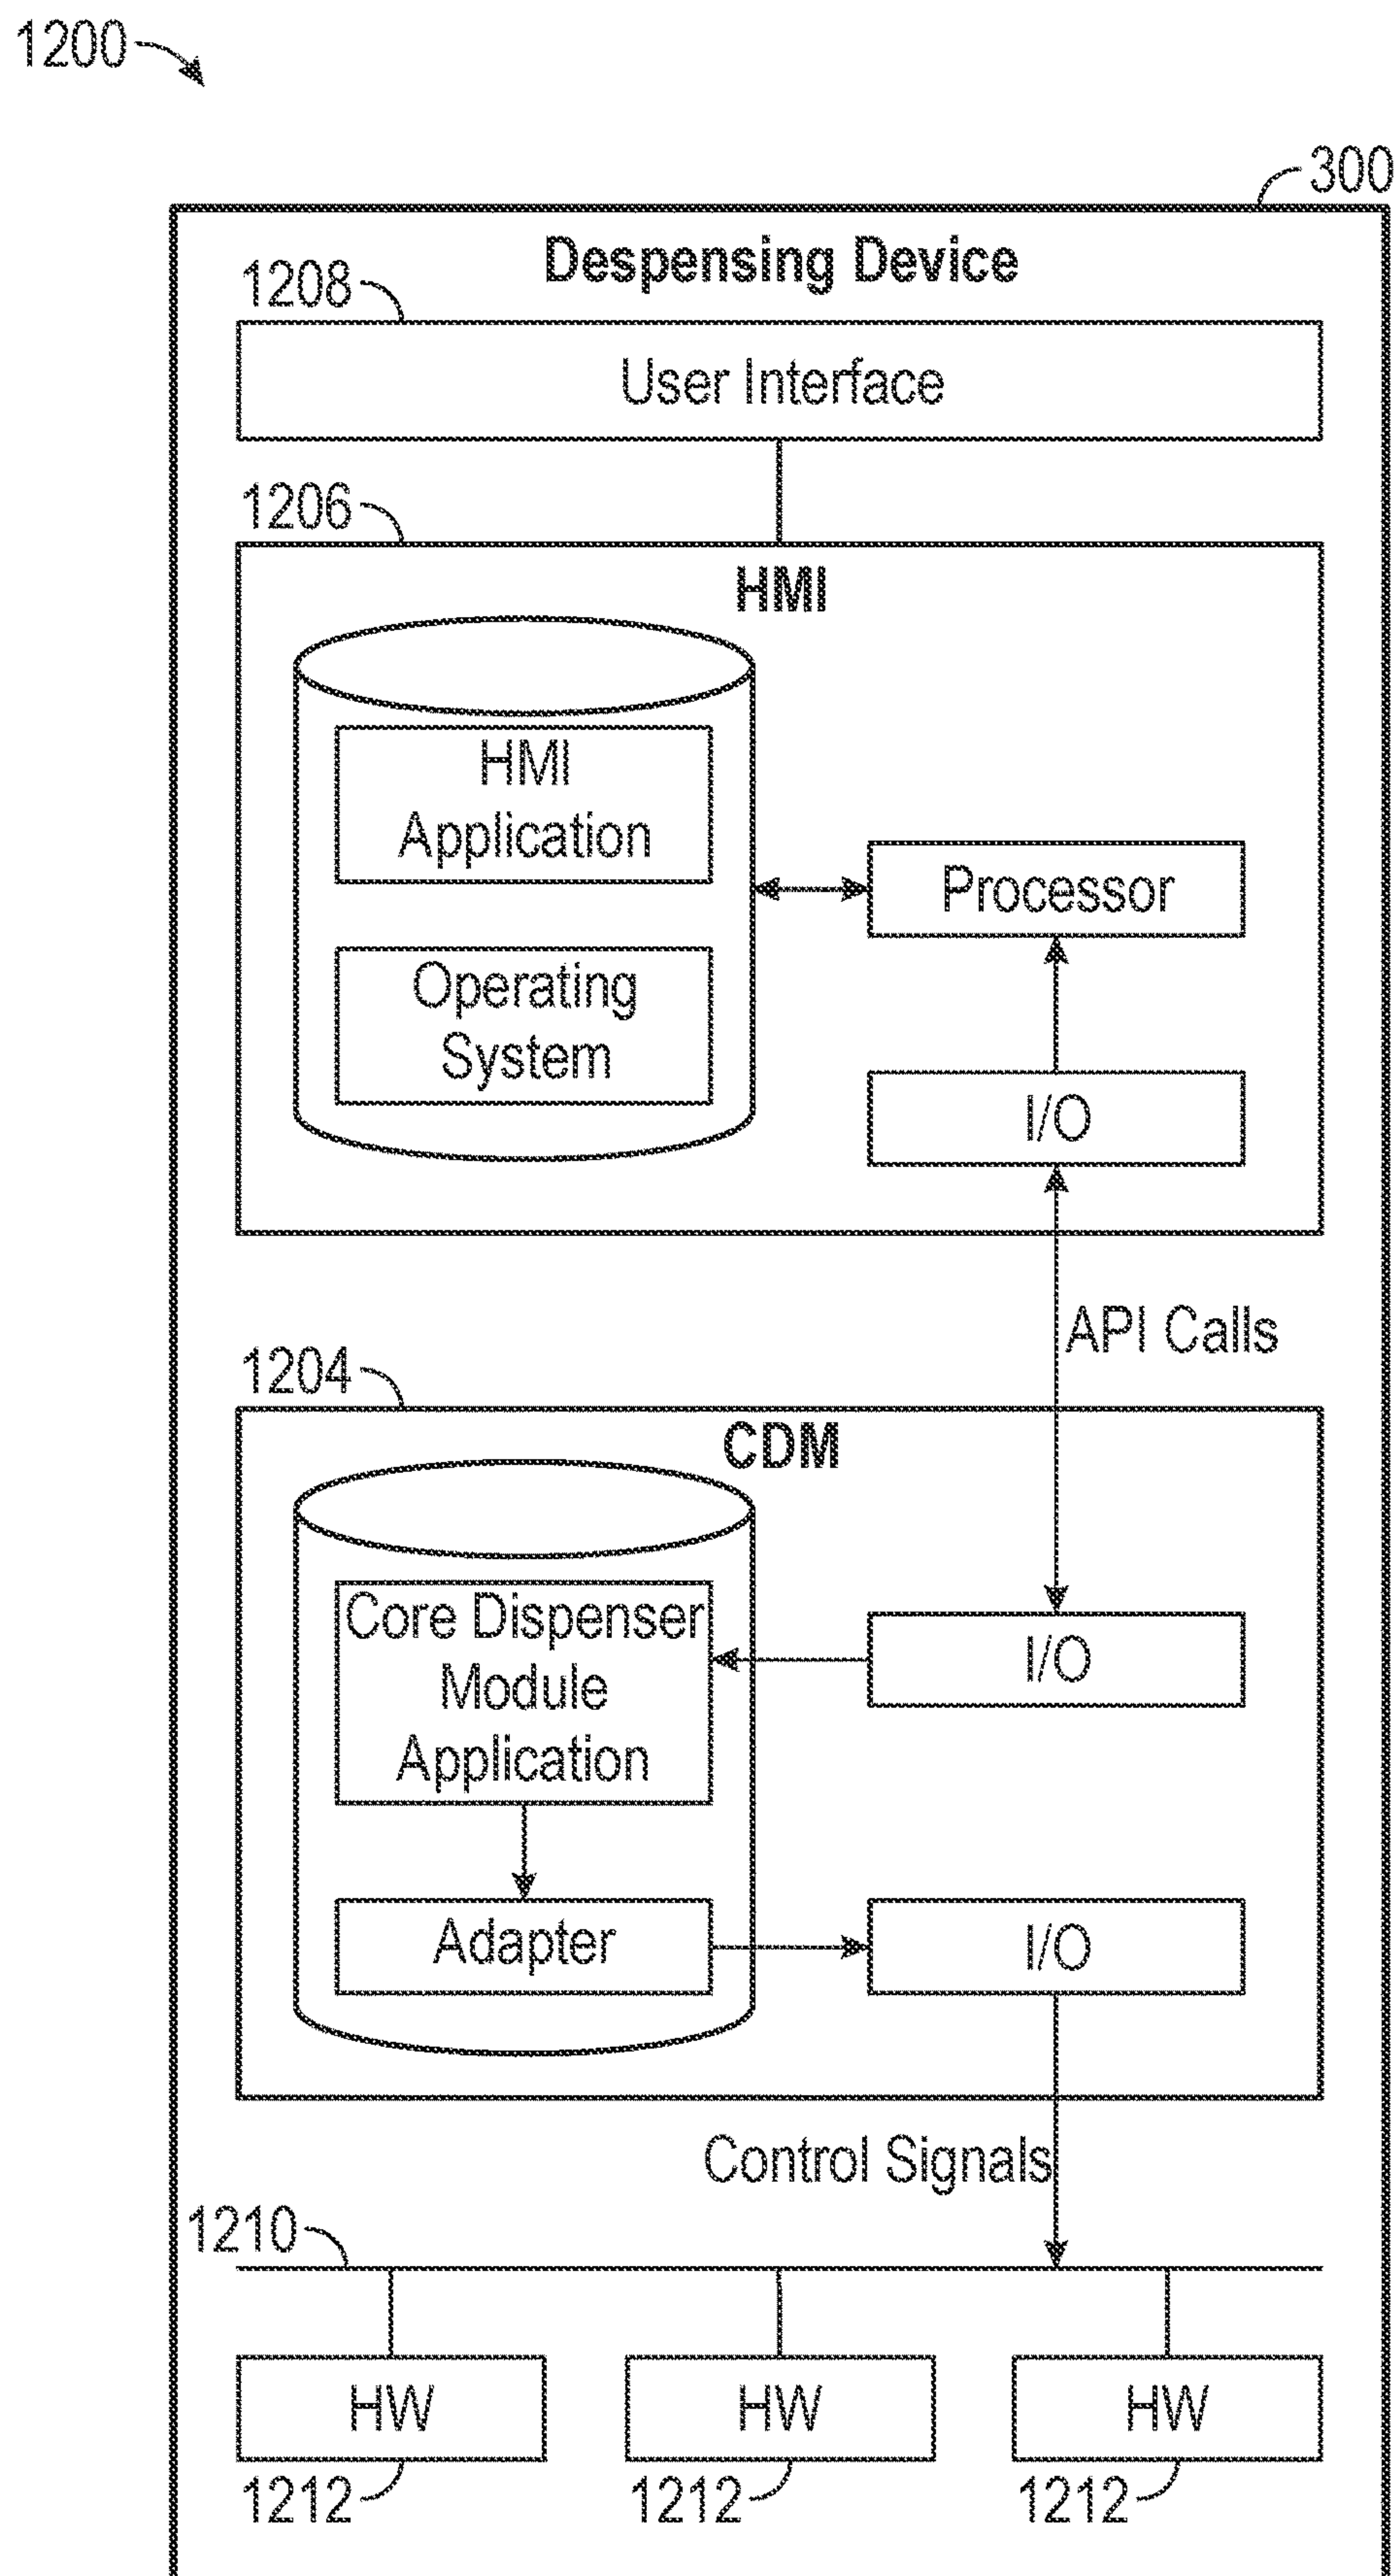 1200
300
Despensing Device
1208
User Interface
1206
HMI
HMI
Application
Processor
Operating
System
I/O
API Calls
1204
CDM
Core Dispenser
Module
Application
I/O
Adapter
I/O
Control Signals
1210
HW
HW
HW
1212
1212
1212